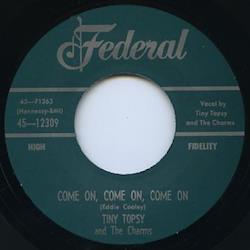 Federal
45-F1263
(Hennessy-BMI)
45-12309
Vocal by
Tiny Topsy
and The Charms
HIGH
FIDELITY
COME ON, COME ON, COME ON
(Eddie Cooley)
TINY TOPSY
and The Charms